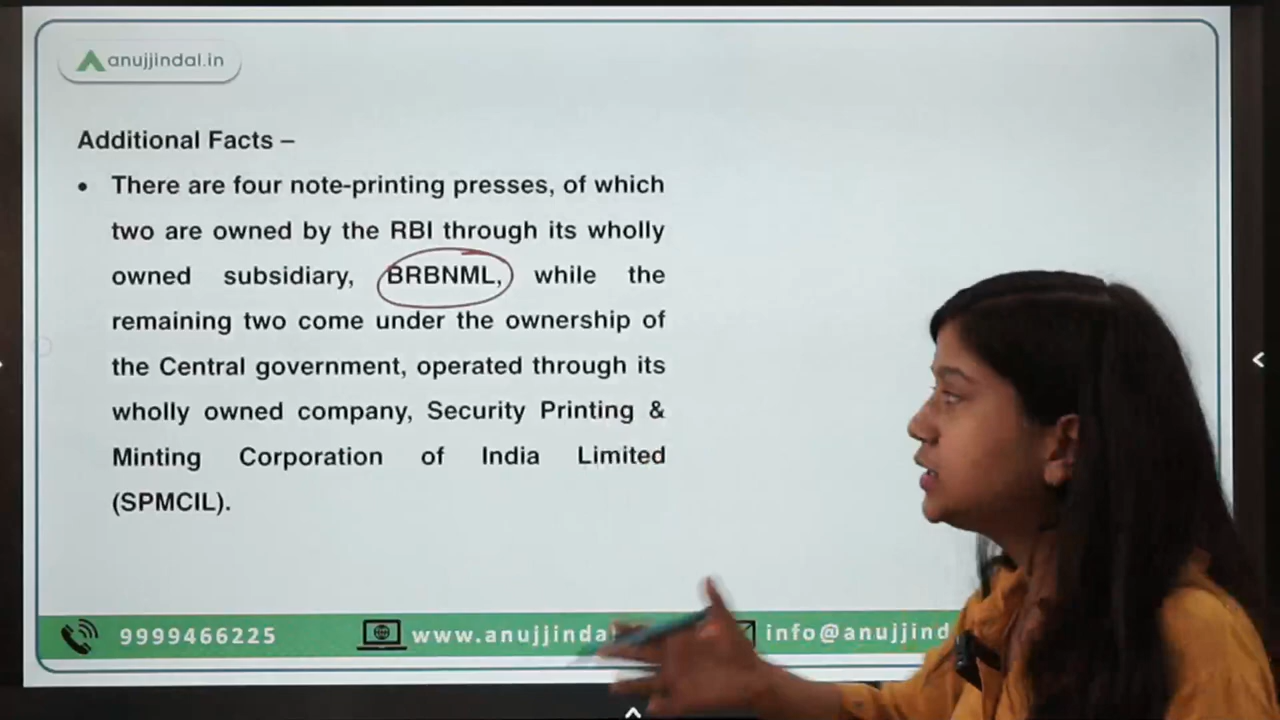 anujjindal.in
Additional Facts –
• There are four note-printing presses, of which
two are owned by the RBI through its wholly
owned subsidiary, BRBNML, while the
remaining two come under the ownership of
the Central government, operated through its
wholly owned company, Security Printing &
Minting Corporation of India Limited
(SPMCIL).
9999466225 www.anujjinda info@anujjind